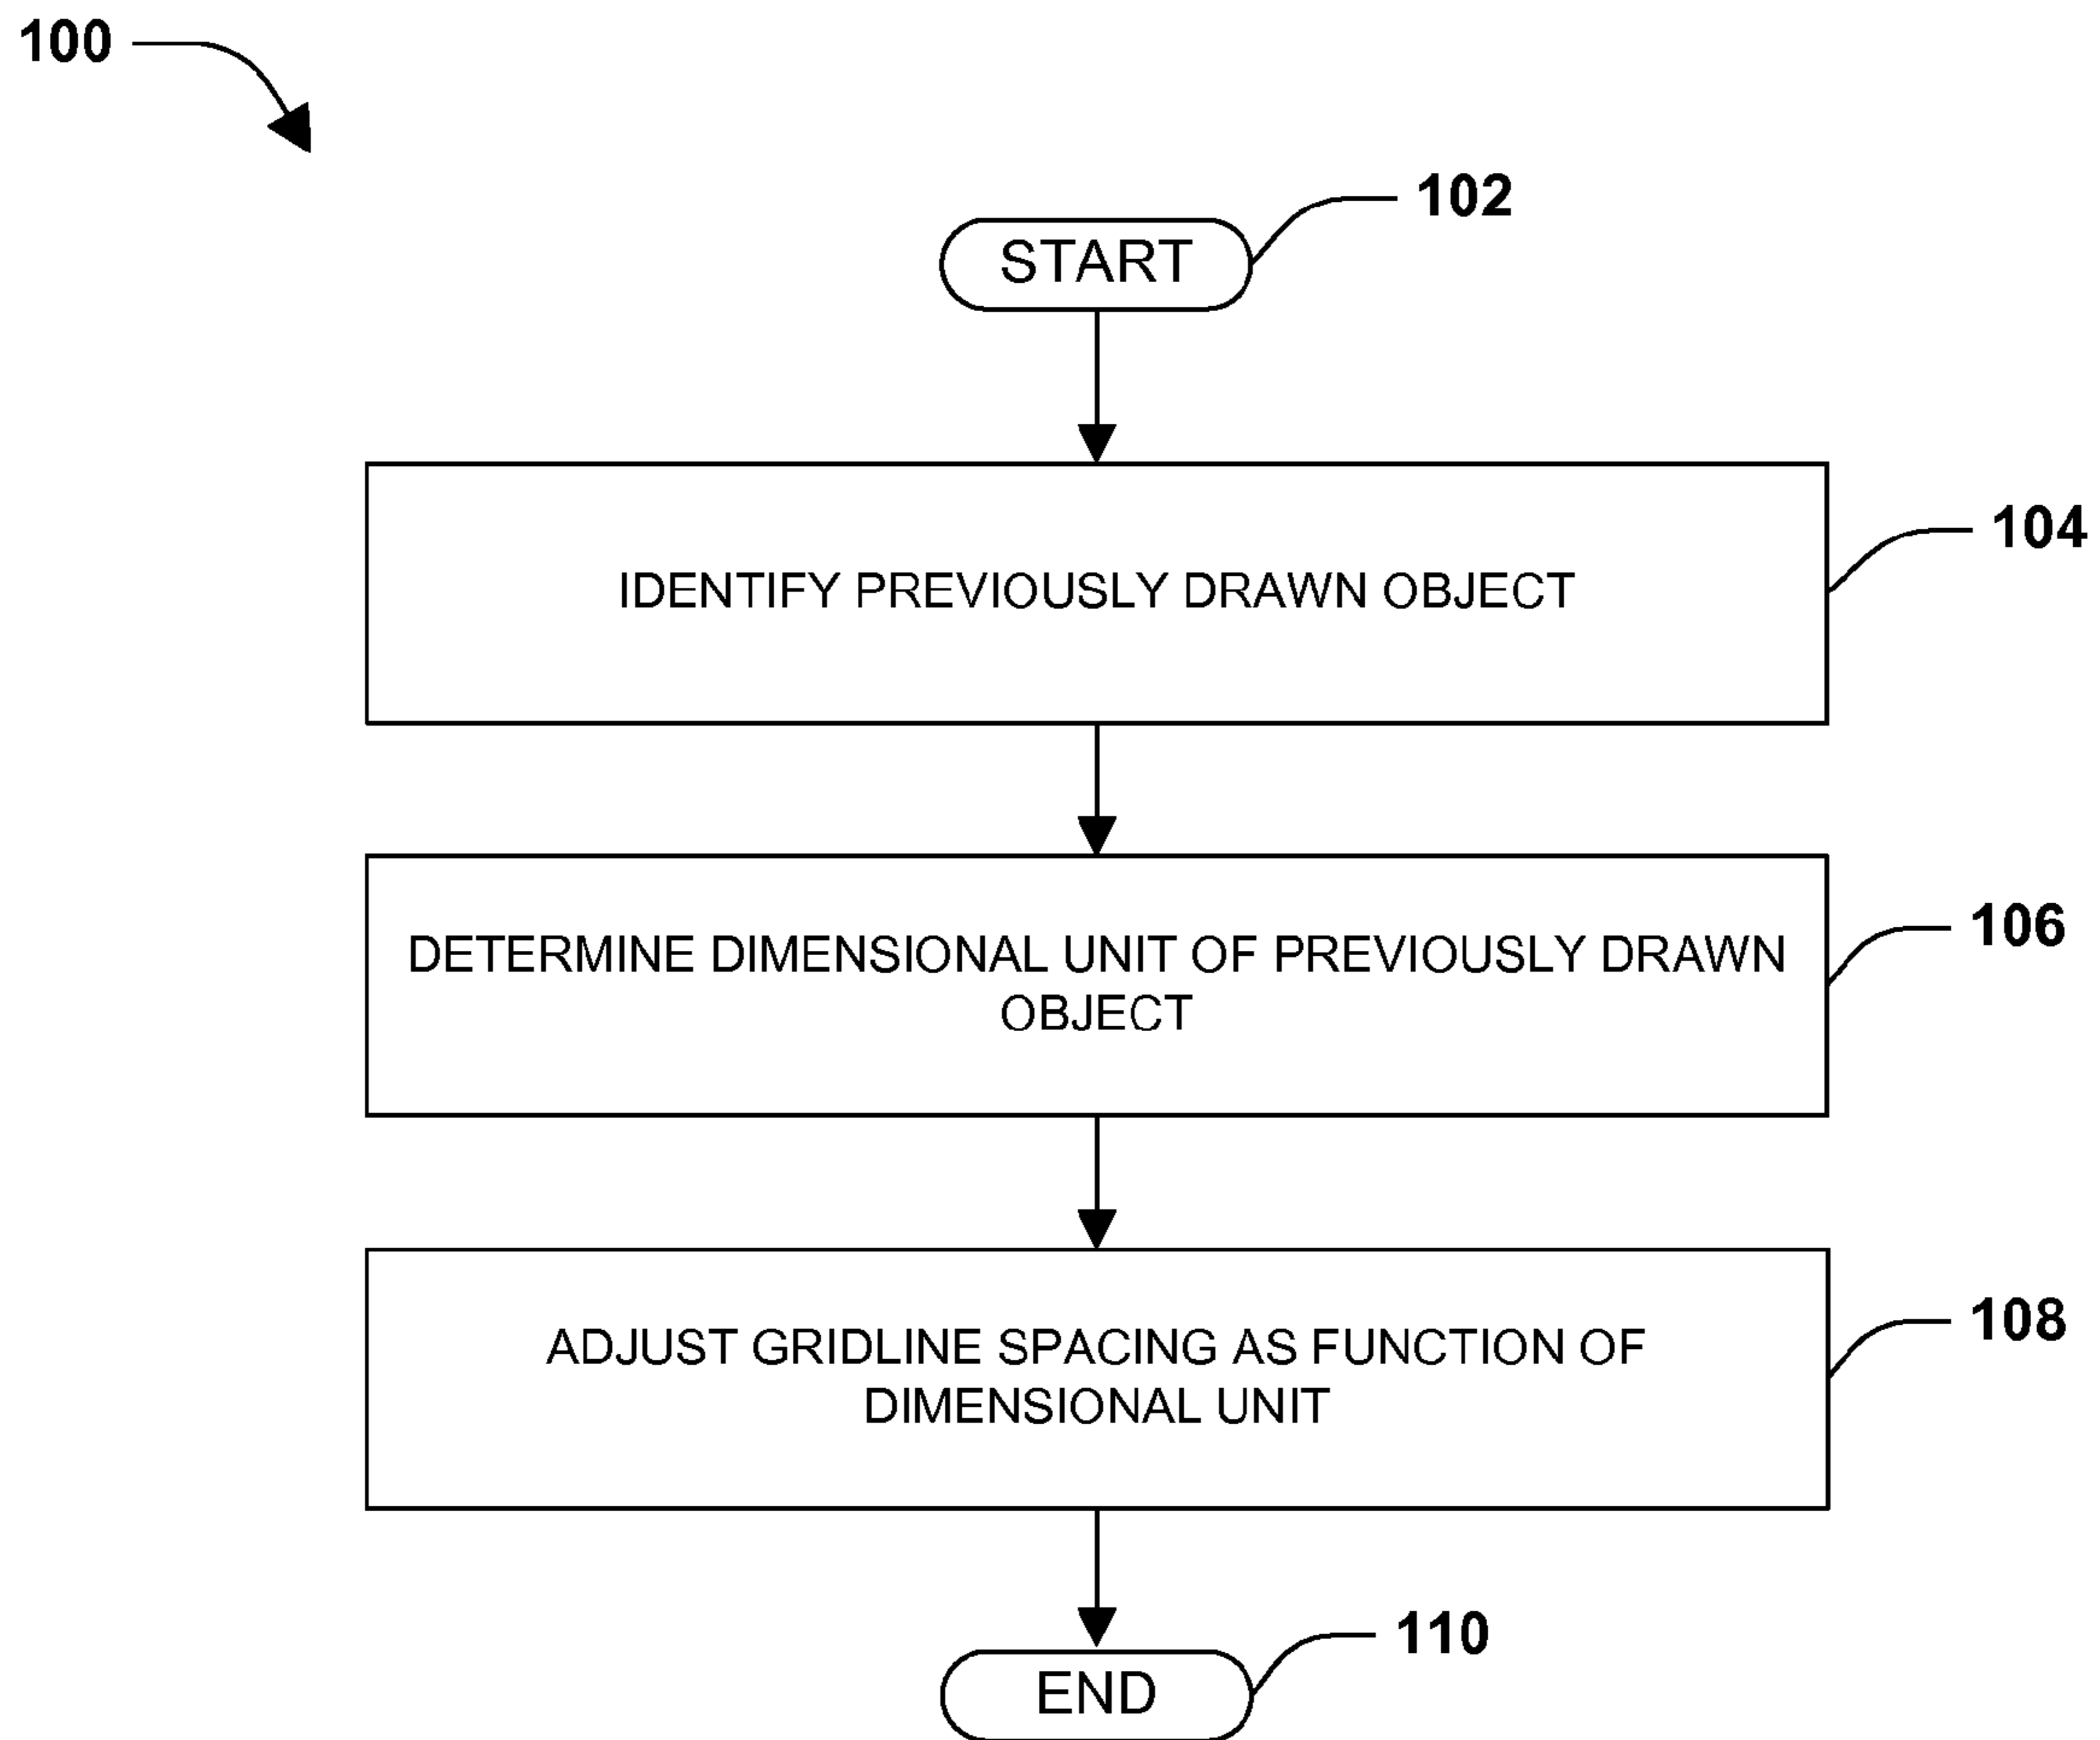 100
102
START
104
IDENTIFY PREVIOUSLY DRAWN OBJECT
106
DETERMINE DIMENSIONAL UNIT OF PREVIOUSLY DRAWN
OBJECT
108
ADJUST GRIDLINE SPACING AS FUNCTION OF
DIMENSIONAL UNIT
110
END